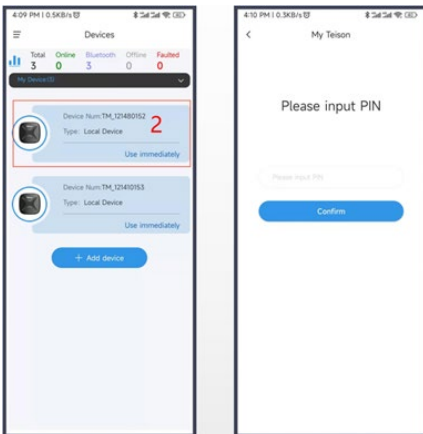 4:09 PM | 0.5KB/s
Devices
Total Online Bluetooth Offline Faulted
3 0 3 0 0
My Device(3)
Device Num:TM_121480152
Type: Local Device
2
Use immediately
Device Num:TM_121410153
Type: Local Device
Use immediately
+ Add device
4:10 PM | 0.3KB/s
My Teison
Please input PIN
Please input PIN
Confirm